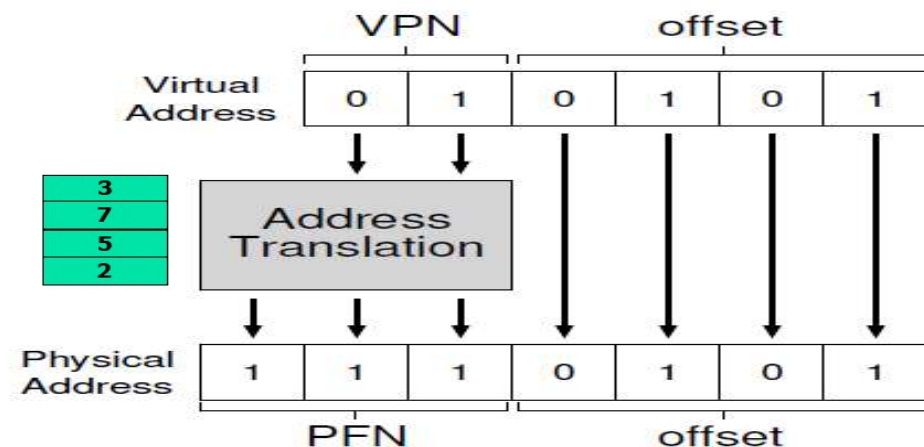 VPN offset
Virtual Address 0 1 0 1 0 1
3
7
5
2
Address Translation
Physical Address 1 1 1 0 1 0 1
PFN offset